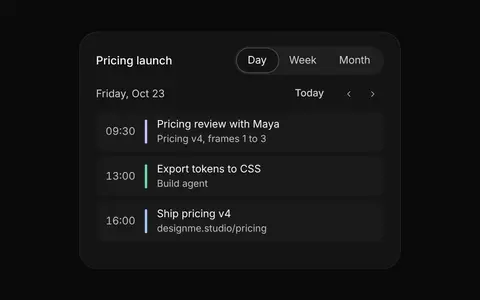 Pricing launch
Day Week Month
Friday, Oct 23
Today
09:30
Pricing review with Maya
Pricing v4, frames 1 to 3
13:00
Export tokens to CSS
Build agent
16:00
Ship pricing v4
designme.studio/pricing